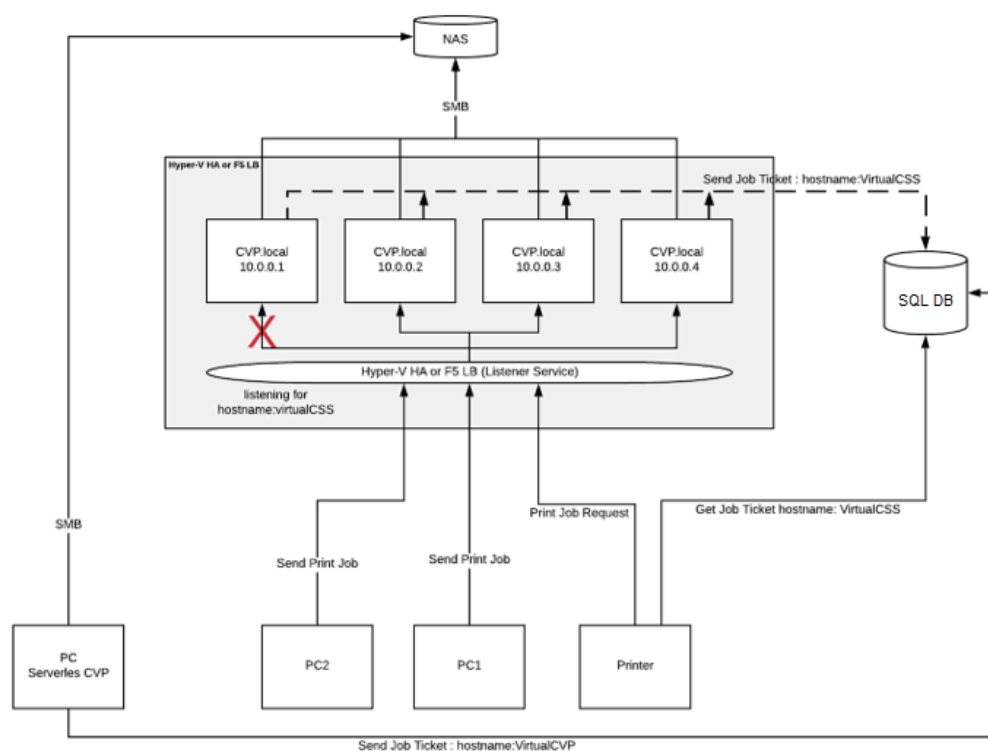 NAS
SMB
Hyper-V HA or F5 LB
Send Job Ticket : hostname:VirtualCSS
CVP.local
10.0.0.1
CVP.local
10.0.0.2
CVP.local
10.0.0.3
CVP.local
10.0.0.4
SQL DB
X
Hyper-V HA or F5 LB (Listener Service)
listening for
hostname:virtualCSS
Print Job Request
Get Job Ticket hostname: VirtualCSS
SMB
Send Print Job
Send Print Job
PC
Serverles CVP
PC2
PC1
Printer
Send Job Ticket : hostname:VirtualCVP